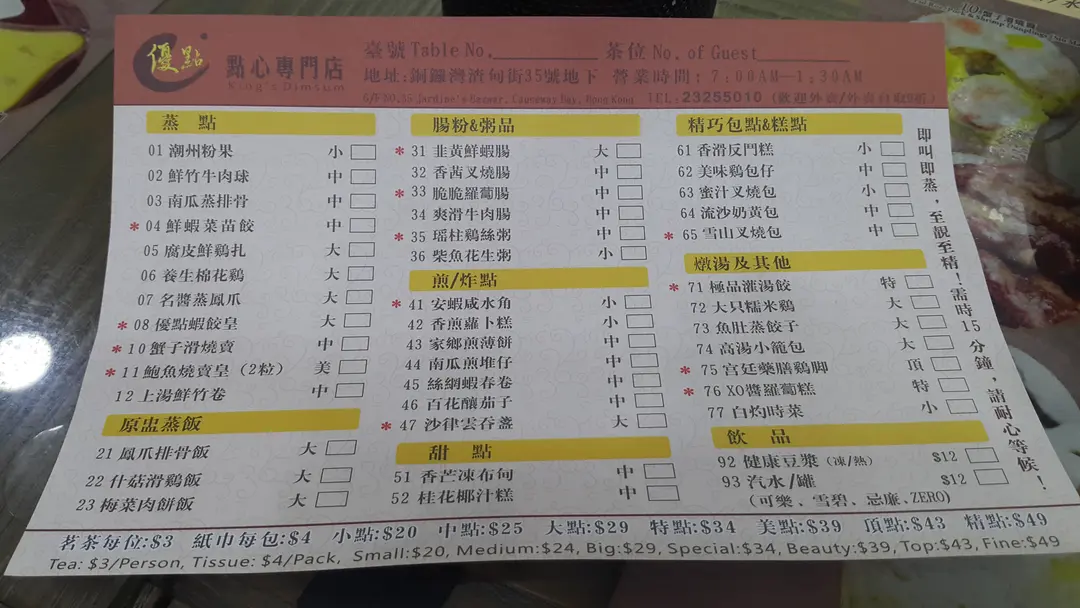 優點
點心專門店
King's Dimsum
臺號 Table No. 茶位 No. of Guest
地址:銅鑼灣渣甸街35號地下 營業時間:7:00AM—1:30AM
Jardine's Bazaar, Causeway Bay, Hong Kong TEL:23255010
蒸 點
01 潮州粉果 小
02 鮮竹牛肉球 中
03 南瓜蒸排骨 中
*04 鮮蝦菜苗餃 中
05 腐皮鮮鷄扎 大
06 養生棉花鷄 大
07 名醬蒸鳳爪 大
*08 優點蝦餃皇 大
*10 蟹子滑燒賣 中
*11 鮑魚燒賣皇(2粒) 美
12 上湯鮮竹卷 中
原盅蒸飯
21 鳳爪排骨飯 大
22 什菇滑鷄飯 大
23 梅菜肉餅飯 大
腸粉&粥品
*31 韭黃鮮蝦腸 大
32 香茜叉燒腸 中
*33 脆脆羅葡腸 中
34 爽滑牛肉腸 中
*35 瑶柱鷄絲粥 中
36 柴魚花生粥 小
煎/炸點
*41 安蝦咸水角 小
42 香煎蘿卜糕 小
43 家鄉煎薄餅 中
44 南瓜煎堆仔 中
45 絲網蝦春卷 中
46 百花釀茄子 中
*47 沙律雲吞盞 大
甜 點
51 香芒凍布甸 中
52 桂花椰汁糕 中
精巧包點&糕點
61 香滑反鬥糕 小
62 美味鷄包仔 中
63 蜜汁叉燒包 小
64 流沙奶黃包 中
*65 雪山叉燒包 中
燉湯及其他
*71 極品灌湯餃 特
72 大只糯米鷄 大
73 魚肚蒸餃子 大
74 高湯小籠包 大
*75 宮廷藥膳鷄脚 頂
*76 XO醬羅葡糕 特
77 白灼時菜 小
飲 品
92 健康豆漿(凍/熱) $12
93 汽水/罐 $12
(可樂、雪碧、忌廉、ZERO)
即叫即蒸,至靚至精!需時15分鐘,請耐心等候!
茗茶每位:$3 紙巾每包:$4 小點:$20 中點:$25 大點:$29 特點:$34 美點:$39 頂點:$43 精點:$49
Tea: $3/Person, Tissue: $4/Pack, Small:$20, Medium:$24, Big:$29, Special:$34, Beauty:$39, Top:$43, Fine:$49